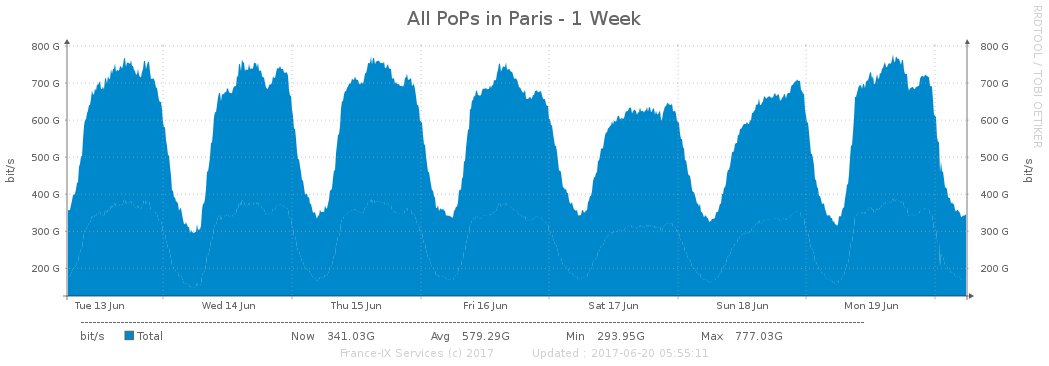 All PoPs in Paris - 1 Week
RRDTOOL / TOBI OETIKER
800 G 800 G
700 G 700 G
600 G 600 G
500 G 500 G
400 G 400 G
300 G 300 G
200 G 200 G
bit/s
bit/s
Tue 13 Jun Wed 14 Jun Thu 15 Jun Fri 16 Jun Sat 17 Jun Sun 18 Jun Mon 19 Jun
bit/s Total Now 341.03G Avg 579.29G Min 293.95G Max 777.03G
France-IX Services (c) 2017 Updated : 2017-06-20 05:55:11